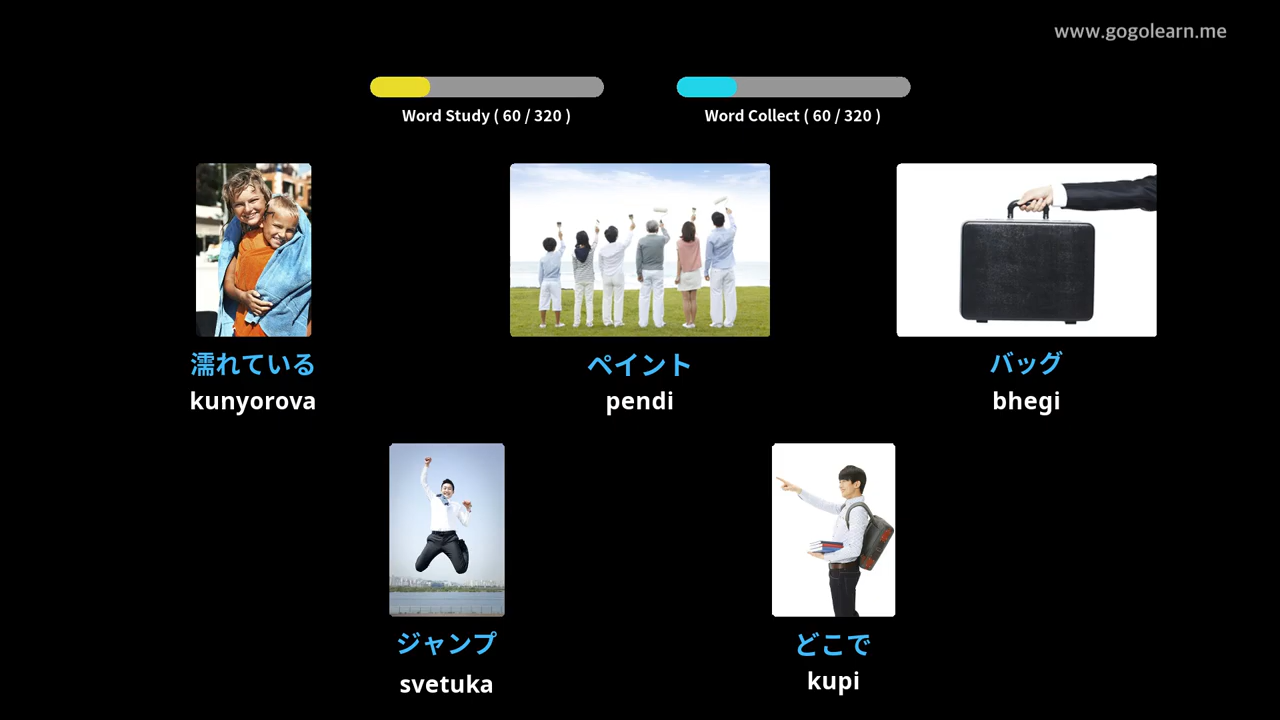 www.gogolearn.me
Word Study ( 60 / 320 )
Word Collect ( 60 / 320 )
濡れている
kunyorova
ペイント
pendi
バッグ
bhegi
ジャンプ
svetuka
どこで
kupi